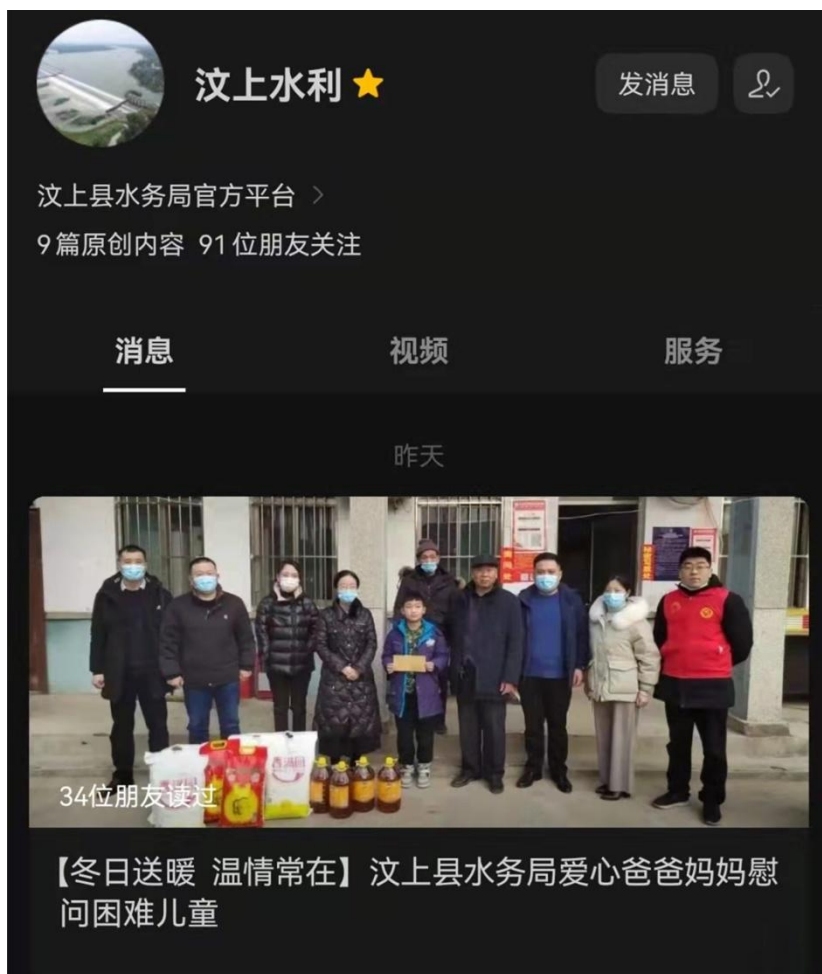 汶上水利
发消息
汶上县水务局官方平台
9篇原创内容 91位朋友关注
消息 视频 服务
昨天
34位朋友读过
【冬日送暖 温情常在】汶上县水务局爱心爸爸妈妈慰
问困难儿童